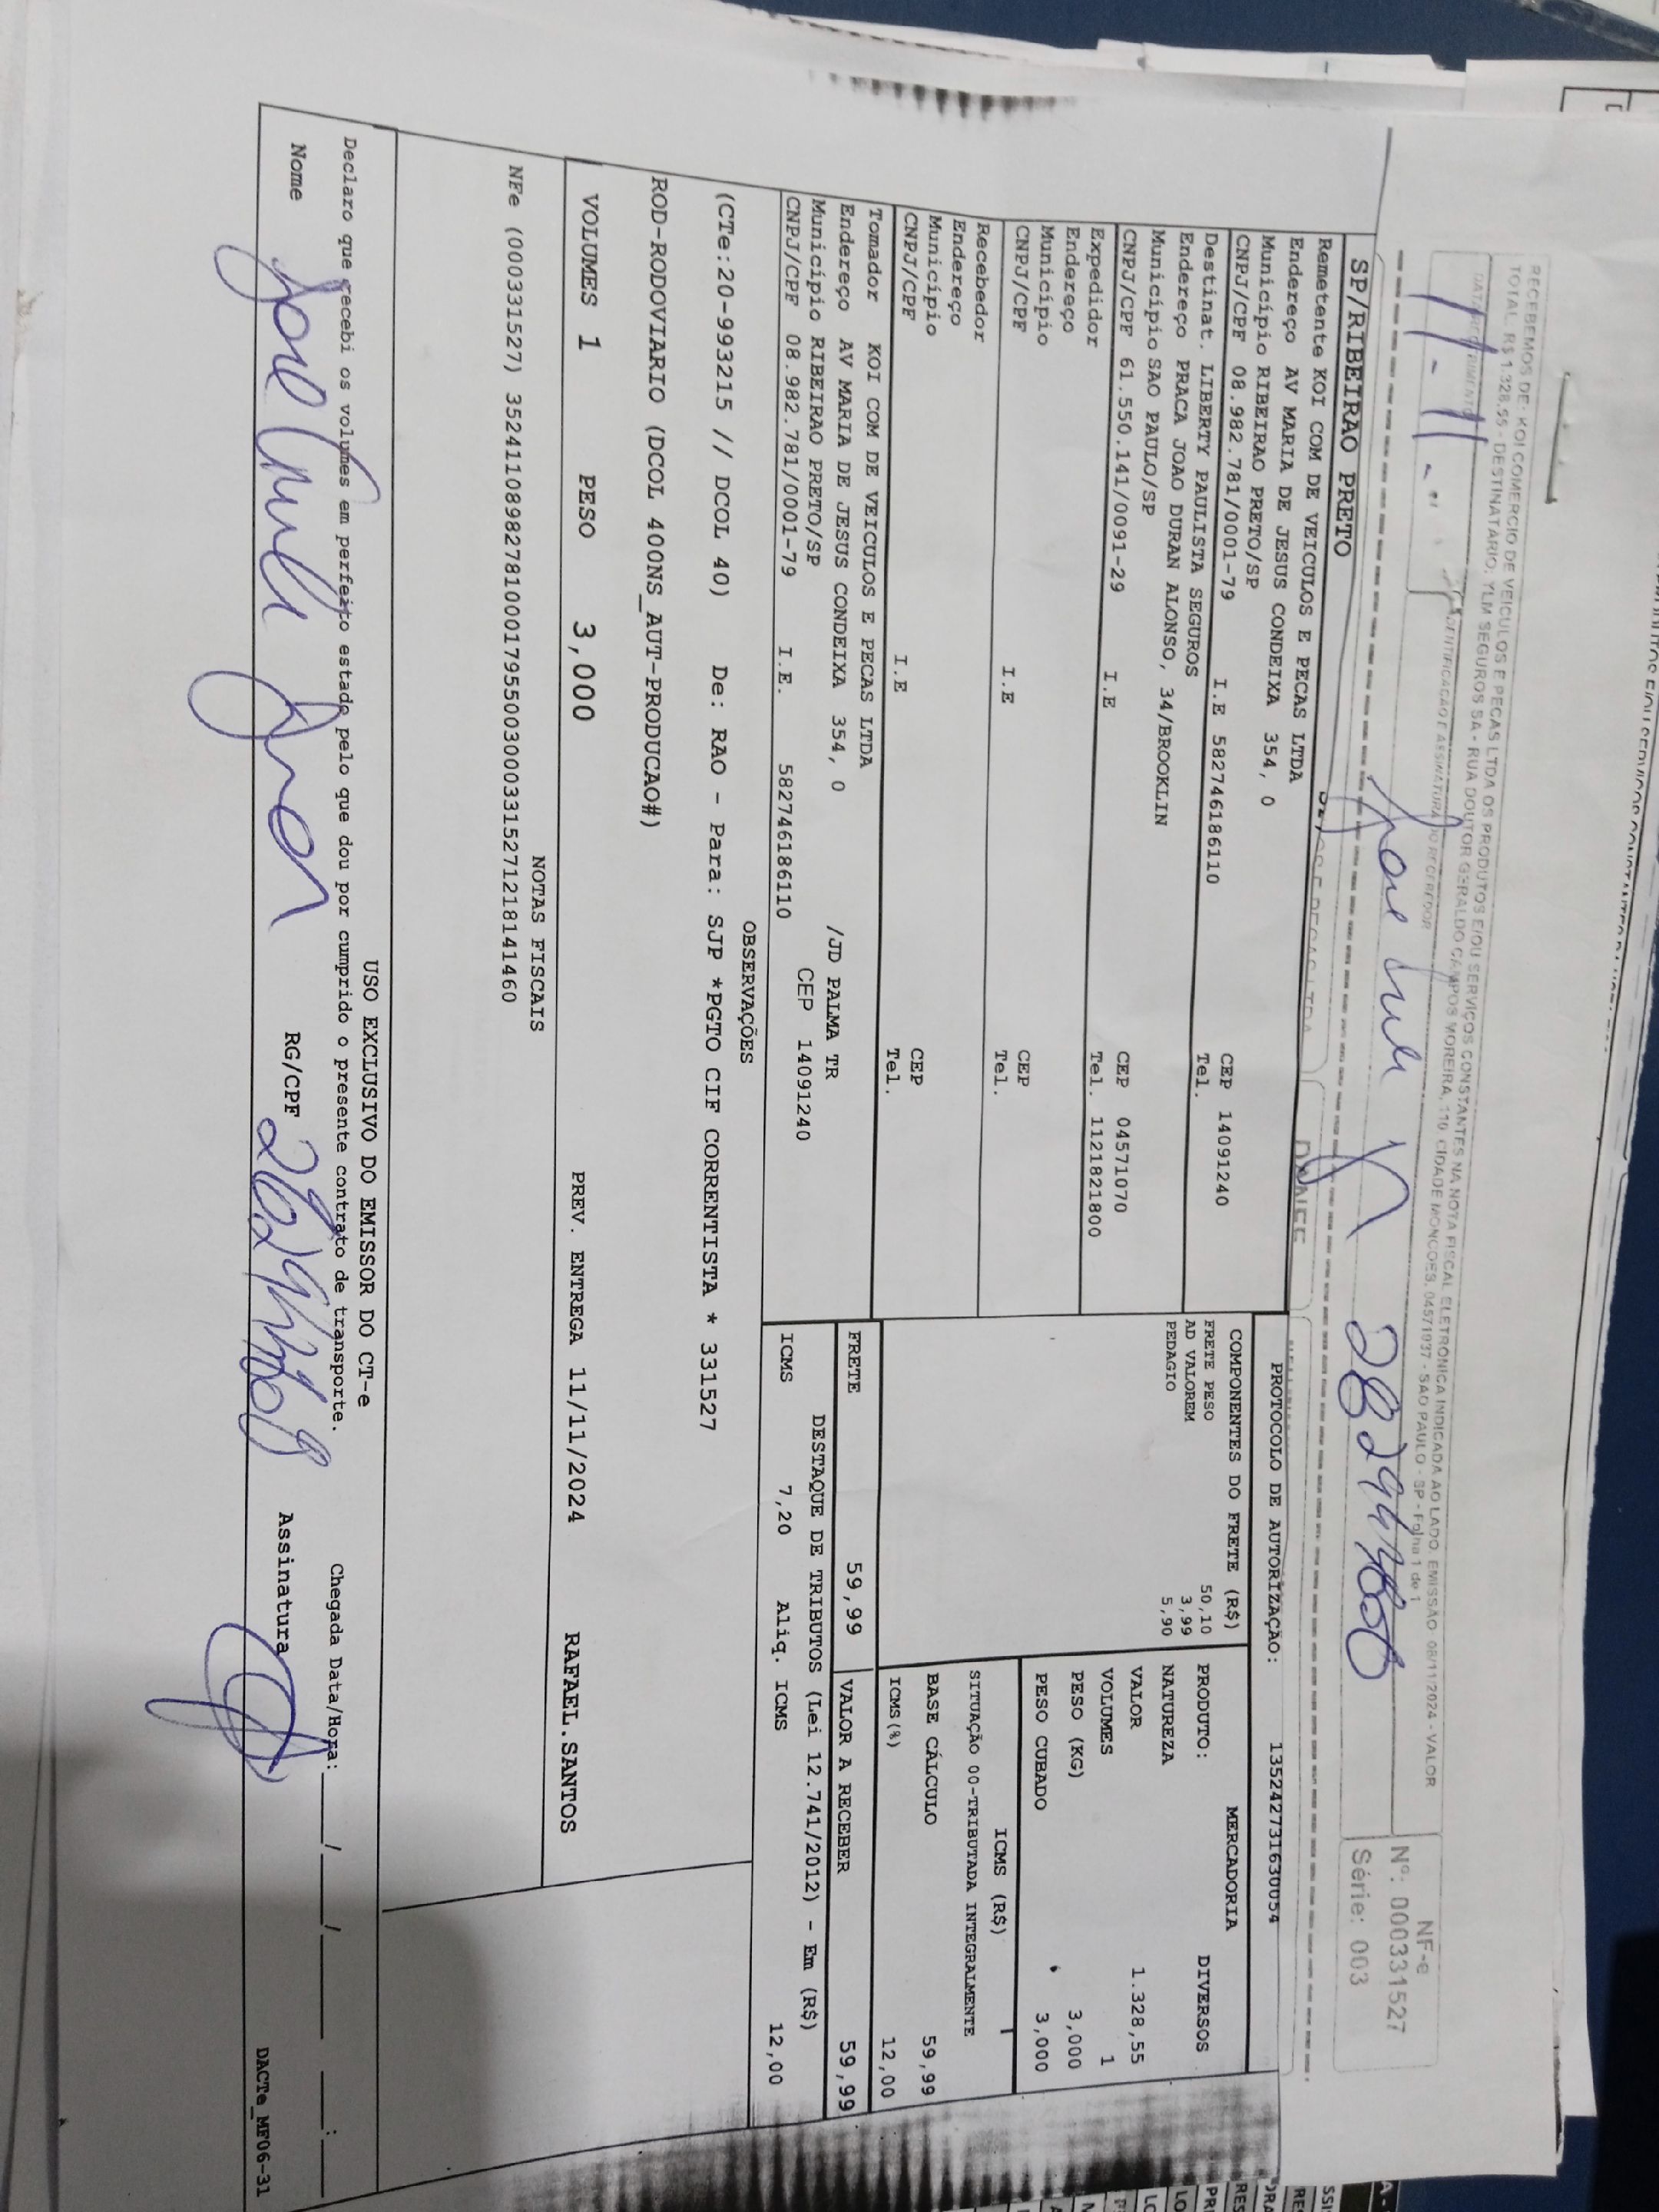 RECEBEMOS DE: KOI COMERCIO DE VEICULOS E PECAS LTDA OS PRODUTOS E/OU SERVIÇOS CONSTANTES NA NOTA FISCAL ELETRONICA INDICADA AO LADO. EMISSÃO: 08/11/2024 - VALOR
TOTAL: R$ 1.328,55 - DESTINATÁRIO: YLM SEGUROS SA - RUA DOUTOR GERALDO CAMPOS MOREIRA, 110 CIDADE MONCOES, 04571037 - SAO PAULO - SP - Folha 1 de 1
IDENTIFICAÇÃO E ASSINATURA DO RECEBEDOR
11-11-
NF-e
Nº: 000331527
Série: 003
SP/RIBEIRAO PRETO
PROTOCOLO DE AUTORIZAÇÃO: 135242731630054
Remetente KOI COM DE VEICULOS E PECAS LTDA
Endereço AV MARIA DE JESUS CONDEIXA 354, 0
Município RIBEIRAO PRETO/SP CEP 14091240
CNPJ/CPF 08.982.781/0001-79 I.E 582746186110 Tel.
Destinat. LIBERTY PAULISTA SEGUROS
Endereço PRACA JOAO DURAN ALONSO, 34/BROOKLIN
Município SAO PAULO/SP CEP 04571070
CNPJ/CPF 61.550.141/0091-29 I.E Tel. 1121821800
Expedidor
Endereço
Município CEP
CNPJ/CPF I.E Tel.
Recebedor
Endereço
Município CEP
CNPJ/CPF I.E Tel.
COMPONENTES DO FRETE (R$)
FRETE PESO 50,10
AD VALOREM 3,99
PEDAGIO 5,90
MERCADORIA
PRODUTO: DIVERSOS
NATUREZA
VALOR 1.328,55
VOLUMES 1
PESO (KG) 3,000
PESO CUBADO 3,000
ICMS (R$)
SITUAÇÃO 00-TRIBUTADA INTEGRALMENTE
BASE CÁLCULO 59,99
ICMS(%) 12,00
Tomador KOI COM DE VEICULOS E PECAS LTDA
Endereço AV MARIA DE JESUS CONDEIXA 354, 0 /JD PALMA TR
Município RIBEIRAO PRETO/SP CEP 14091240
CNPJ/CPF 08.982.781/0001-79 I.E. 582746186110
FRETE 59,99 VALOR A RECEBER 59,99
DESTAQUE DE TRIBUTOS (Lei 12.741/2012) - Em (R$)
ICMS 7,20 Aliq. ICMS 12,00
OBSERVAÇÕES
(CTe:20-993215 // DCOL 40) De: RAO - Para: SJP *PGTO CIF CORRENTISTA * 331527
ROD-RODOVIARIO (DCOL 400NS_AUT-PRODUCAO#)
VOLUMES 1 PESO 3,000 PREV. ENTREGA 11/11/2024 RAFAEL.SANTOS
NOTAS FISCAIS
NFe (000331527) 35241108982781000179550030003315271218141460
USO EXCLUSIVO DO EMISSOR DO CT-e
Declaro que recebi os volumes em perfeito estado pelo que dou por cumprido o presente contrato de transporte. Chegada Data/Hora: ___/___/____ __:__
Nome RG/CPF Assinatura
DACTe_MF06-31